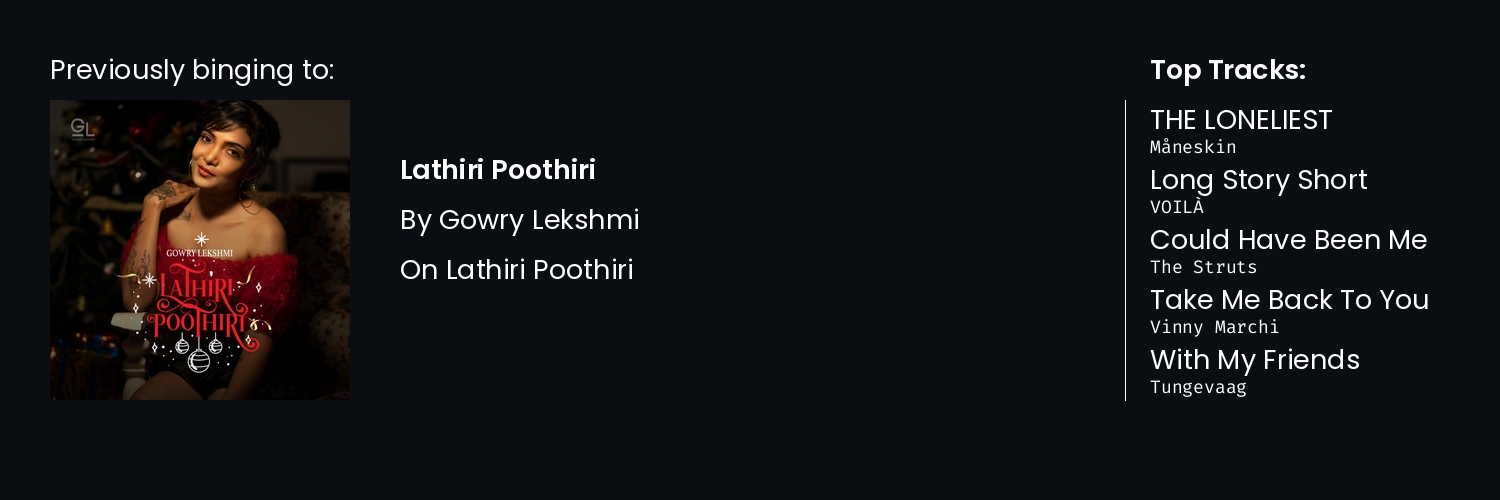 Previously binging to:
GL
GOWRY LEKSHMI
LATHIRI
POOTHIRI
Lathiri Poothiri
By Gowry Lekshmi
On Lathiri Poothiri
Top Tracks:
THE LONELIEST
Måneskin
Long Story Short
VOILÀ
Could Have Been Me
The Struts
Take Me Back To You
Vinny Marchi
With My Friends
Tungevaag